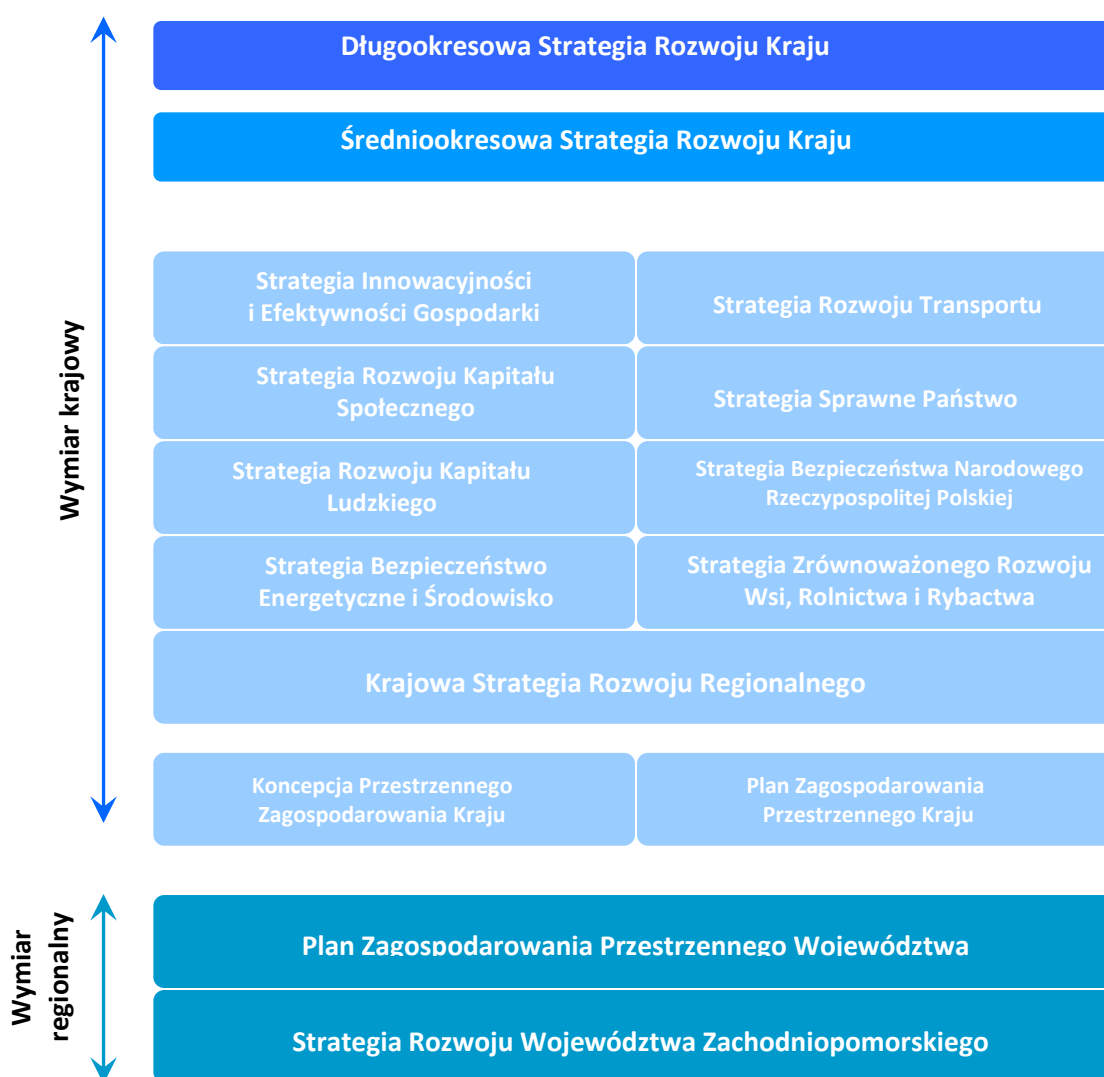 Długookresowa Strategia Rozwoju Kraju
Średniookresowa Strategia Rozwoju Kraju
Wymiar krajowy
Strategia Innowacyjności
i Efektywności Gospodarki
Strategia Rozwoju Transportu
Strategia Rozwoju Kapitału
Społecznego
Strategia Sprawne Państwo
Strategia Rozwoju Kapitału
Ludzkiego
Strategia Bezpieczeństwa Narodowego
Rzeczypospolitej Polskiej
Strategia Bezpieczeństwo
Energetyczne i Środowisko
Strategia Zrównoważonego Rozwoju
Wsi, Rolnictwa i Rybactwa
Krajowa Strategia Rozwoju Regionalnego
Koncepcja Przestrzennego
Zagospodarowania Kraju
Plan Zagospodarowania
Przestrzennego Kraju
Wymiar
regionalny
Plan Zagospodarowania Przestrzennego Województwa
Strategia Rozwoju Województwa Zachodniopomorskiego